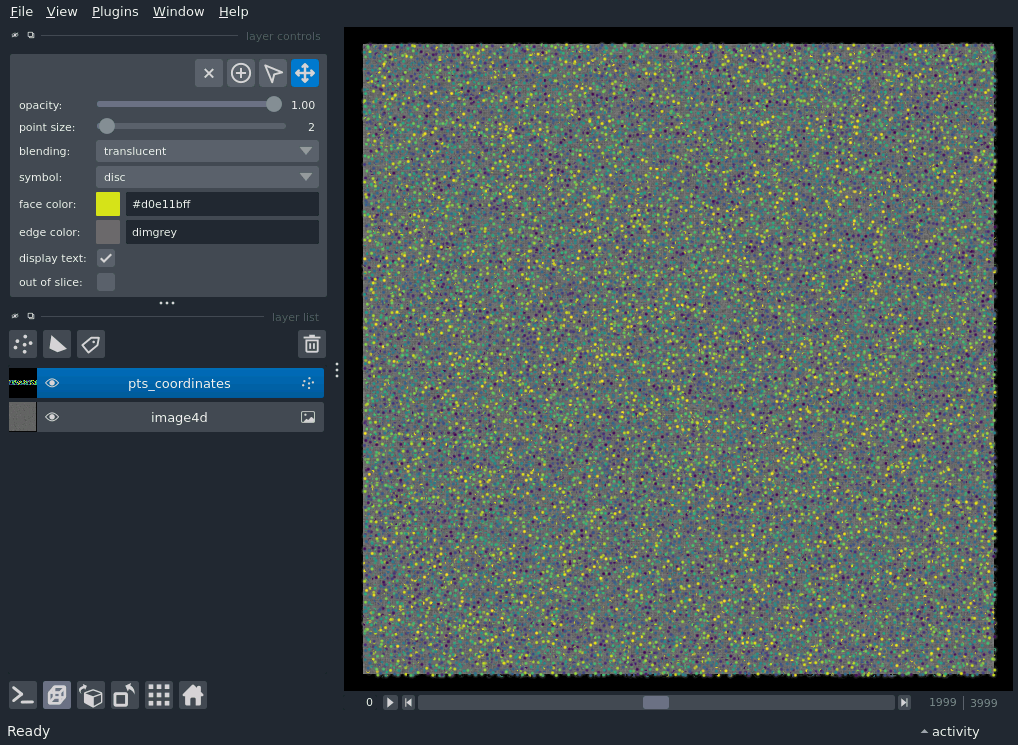 File View Plugins Window Help
layer controls
opacity: 1.00
point size: 2
blending: translucent
symbol: disc
face color: #d0e11bff
edge color: dimgrey
display text:
out of slice:
layer list
pts_coordinates
image4d
0 1999 3999
Ready
activity